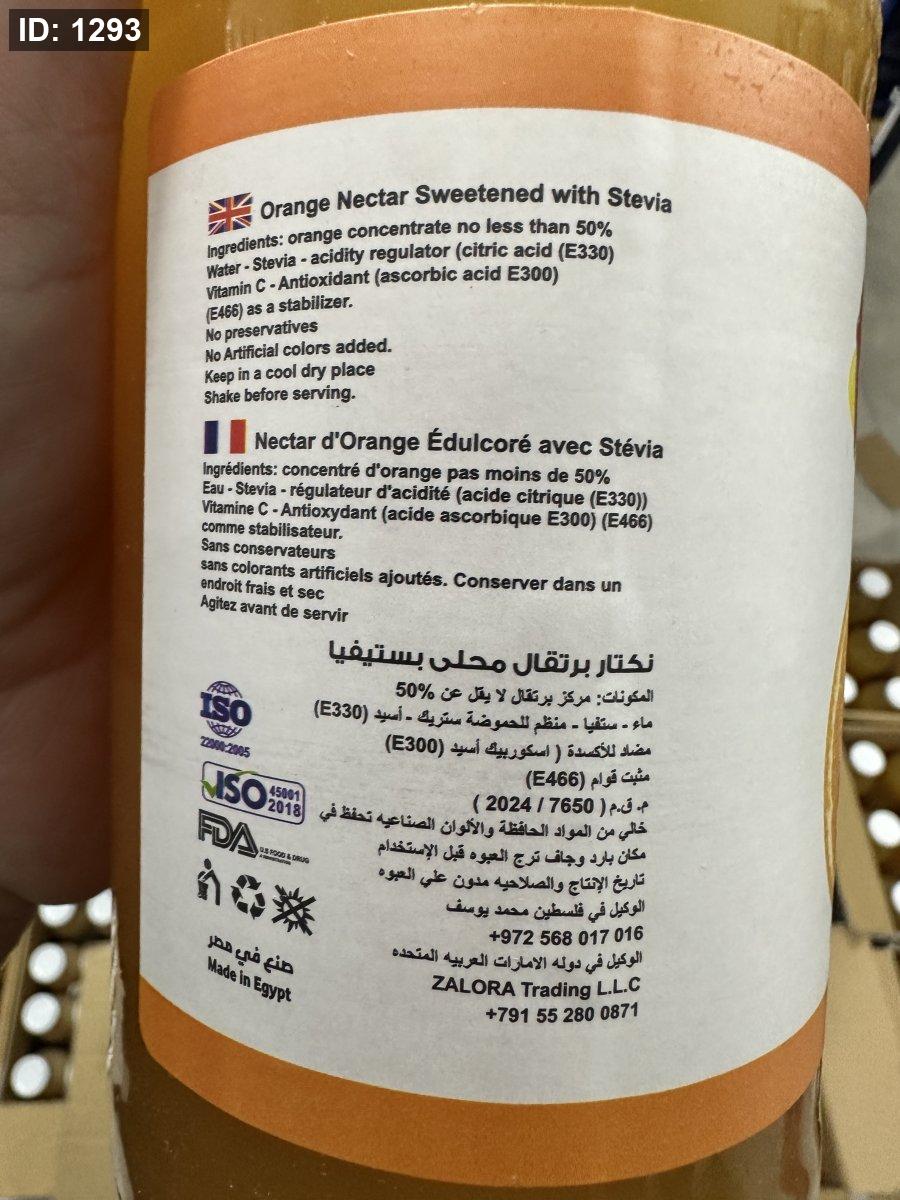 ID: 1293
Orange Nectar Sweetened with Stevia
Ingredients: orange concentrate no less than 50%
Water - Stevia - acidity regulator (citric acid (E330)
Vitamin C - Antioxidant (ascorbic acid E300)
(E466) as a stabilizer.
No preservatives
No Artificial colors added.
Keep in a cool dry place
Shake before serving.
Nectar d'Orange Édulcoré avec Stévia
Ingrédients: concentré d'orange pas moins de 50%
Eau - Stevia - régulateur d'acidité (acide citrique (E330))
Vitamine C - Antioxydant (acide ascorbique E300) (E466)
comme stabilisateur.
Sans conservateurs
sans colorants artificiels ajoutés. Conserver dans un
endroit frais et sec
Agitez avant de servir
نكتار برتقال محلى بستيفيا
المكونات: مركز برتقال لا يقل عن 50%
ماء - ستفيا - منظم للحموضة ستريك - أسيد (E330)
مضاد للأكسدة ( اسكوربيك أسيد (E300)
مثبت قوام (E466)
م. ق.م ( 7650 / 2024 )
خالي من المواد الحافظة والألوان الصناعيه تحفظ في
مكان بارد وجاف ترج العبوه قبل الإستخدام
تاريخ الإنتاج والصلاحيه مدون علي العبوه
الوكيل في فلسطين محمد يوسف
+972 568 017 016
الوكيل في دوله الامارات العربيه المتحده
ZALORA Trading L.L.C
+791 55 280 0871
ISO
22000:2005
ISO 45001
2018
FDA U.S FOOD & DRUG
ADMINISTRATION
صنع في مصر
Made in Egypt